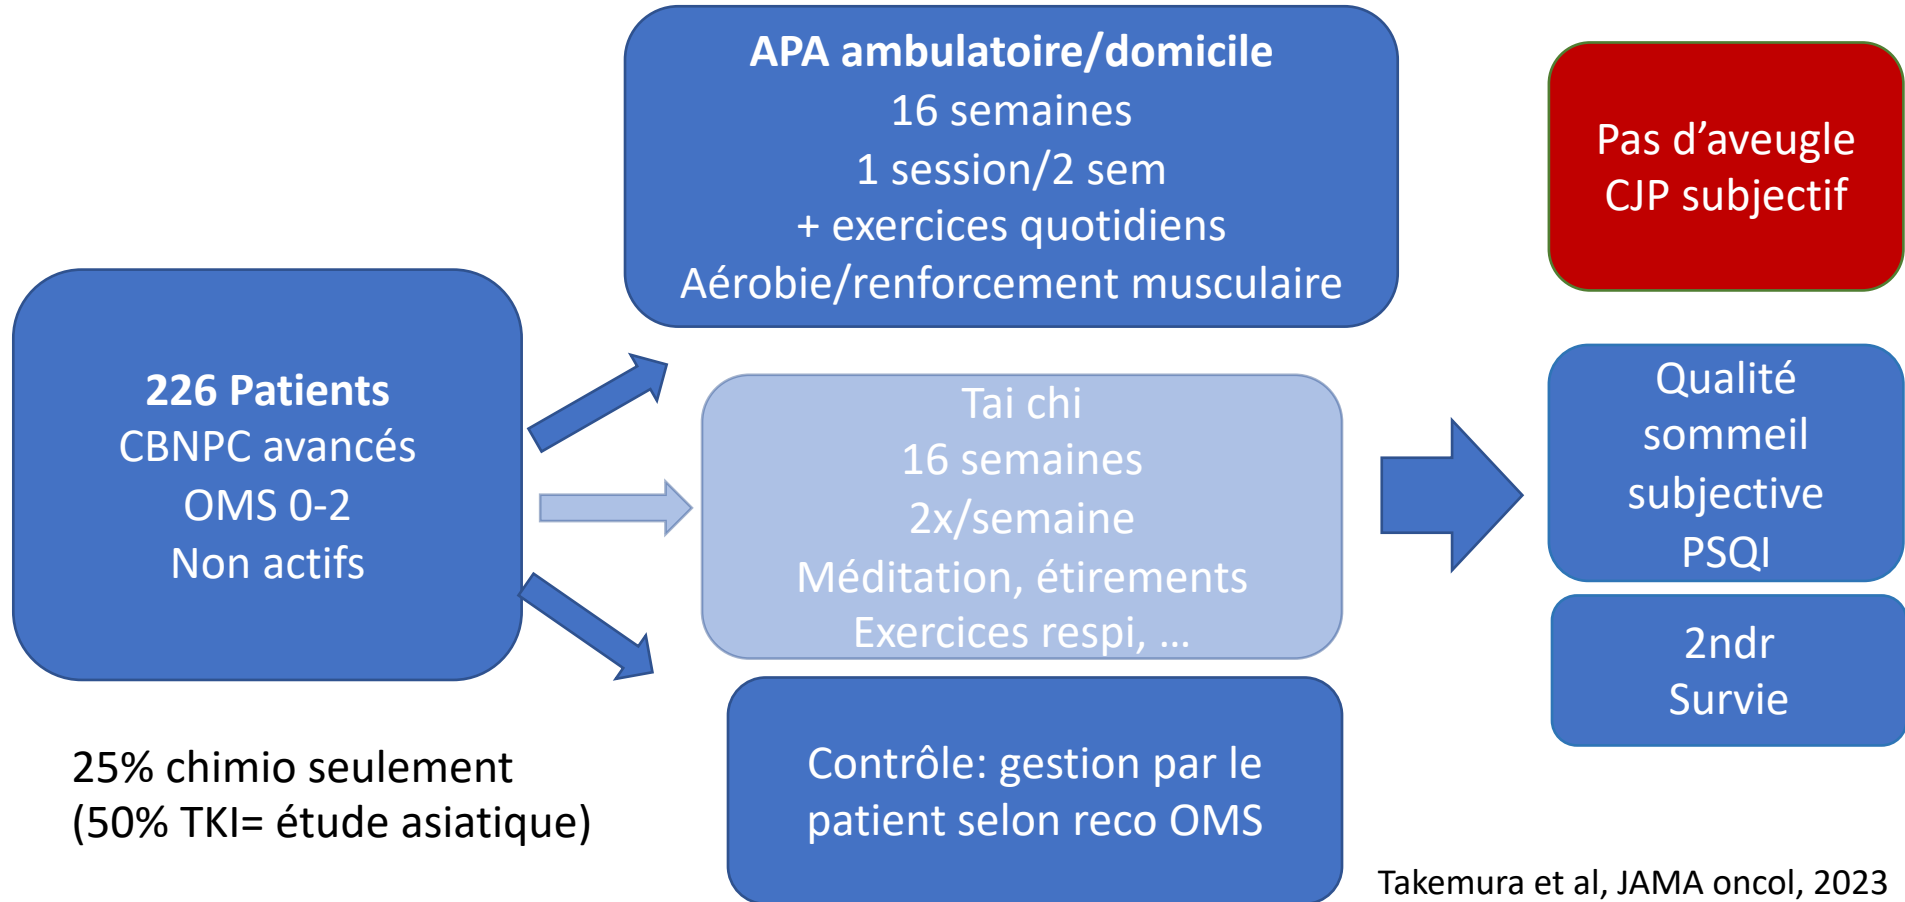 226 Patients
CBNPC avancés
OMS 0-2
Non actifs
25% chimio seulement
(50% TKI= étude asiatique)
APA ambulatoire/domicile
16 semaines
1 session/2 sem
+ exercices quotidiens
Aérobie/renforcement musculaire
Tai chi
16 semaines
2x/semaine
Méditation, étirements
Exercices respi, ...
Contrôle: gestion par le
patient selon reco OMS
Pas d’aveugle
CJP subjectif
Qualité
sommeil
subjective
PSQI
2ndr
Survie
Takemura et al, JAMA oncol, 2023